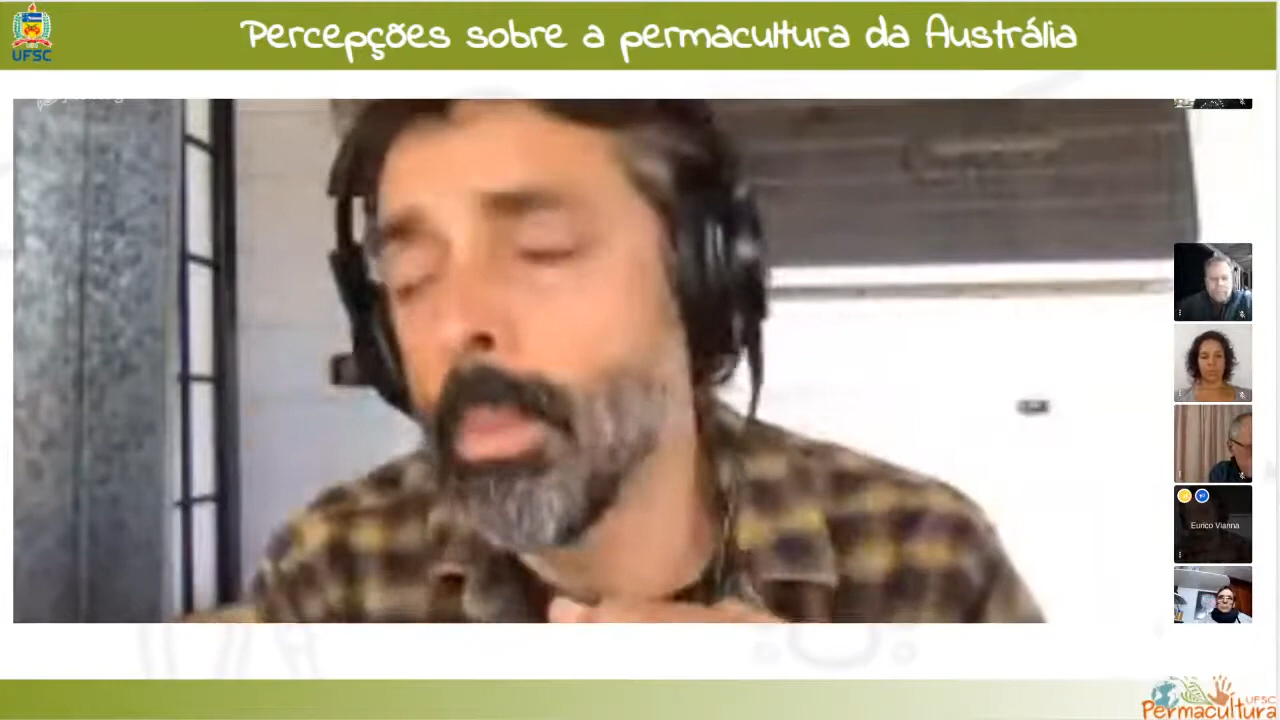 UFSC
Percepções sobre a permacultura da Austrália
Eurico Vianna
UFSC
Permacultura